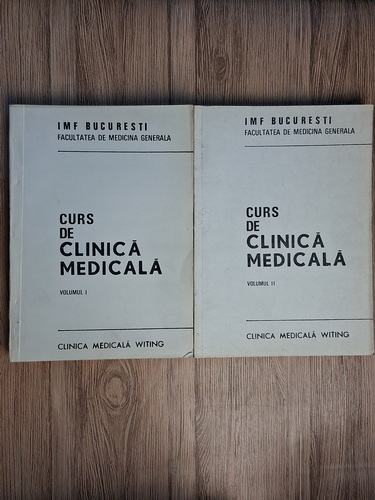 IMF BUCURESTI
FACULTATEA DE MEDICINA GENERALA
CURS
DE
CLINICĂ
MEDICALĂ
VOLUMUL I
CLINICA MEDICALĂ WITING
IMF BUCURESTI
FACULTATEA DE MEDICINA GENERALA
CURS
DE
CLINICĂ
MEDICALĂ
VOLUMUL II
CLINICA MEDICALĂ WITING